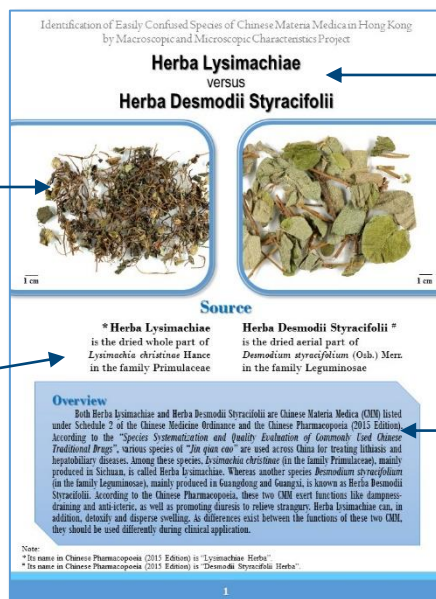 Identification of Easily Confused Species of Chinese Materia Medica in Hong Kong
by Macroscopic and Microscopic Characteristics Project
Herba Lysimachiae
versus
Herba Desmodii Styracifolii
1 cm
1 cm
Source
* Herba Lysimachiae
is the dried whole part of
Lysimachia christinae Hance
in the family Primulaceae
Herba Desmodii Styracifolii #
is the dried aerial part of
Desmodium styracifolium (Osb.) Merr.
in the family Leguminosae
Overview
Both Herba Lysimachiae and Herba Desmodii Styracifolii are Chinese Materia Medica (CMM) listed
under Schedule 2 of the Chinese Medicine Ordinance and the Chinese Pharmacopoeia (2015 Edition).
According to the "Species Systematization and Quality Evaluation of Commonly Used Chinese
Traditional Drugs", various species of "Jin qian cao" are used across China for treating lithiasis and
hepatobiliary diseases. Among these species, Lysimachia christinae (in the family Primulaceae), mainly
produced in Sichuan, is called Herba Lysimachiae. Whereas another species Desmodium styracifolium
(in the family Leguminosae), mainly produced in Guangdong and Guangxi, is known as Herba Desmodii
Styracifolii. According to the Chinese Pharmacopoeia, these two CMM exert functions like dampness-
draining and anti-icteric, as well as promoting diuresis to relieve strangury. Herba Lysimachiae can, in
addition, detoxify and disperse swelling. As differences exist between the functions of these two CMM,
they should be used differently during clinical application.
Note:
* Its name in Chinese Pharmacopoeia (2015 Edition) is "Lysimachiae Herba".
# Its name in Chinese Pharmacopoeia (2015 Edition) is "Desmodii Styracifolii Herba".
1